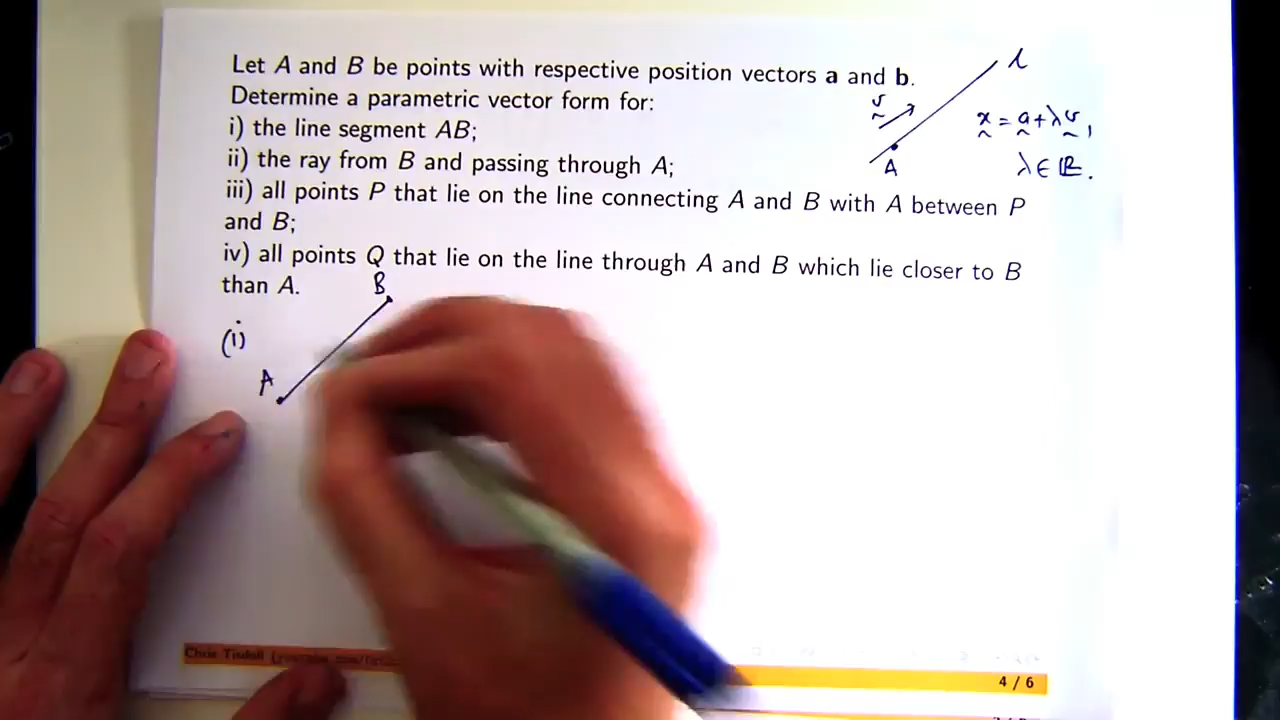 Let A and B be points with respective position vectors a and b.
Determine a parametric vector form for:
i) the line segment AB;
ii) the ray from B and passing through A;
iii) all points P that lie on the line connecting A and B with A between P
and B;
iv) all points Q that lie on the line through A and B which lie closer to B
than A.
l
v
A
x = a + λv,
λ ∈ ℝ.
(i)
B
A
Chris Tisdell
4 / 6